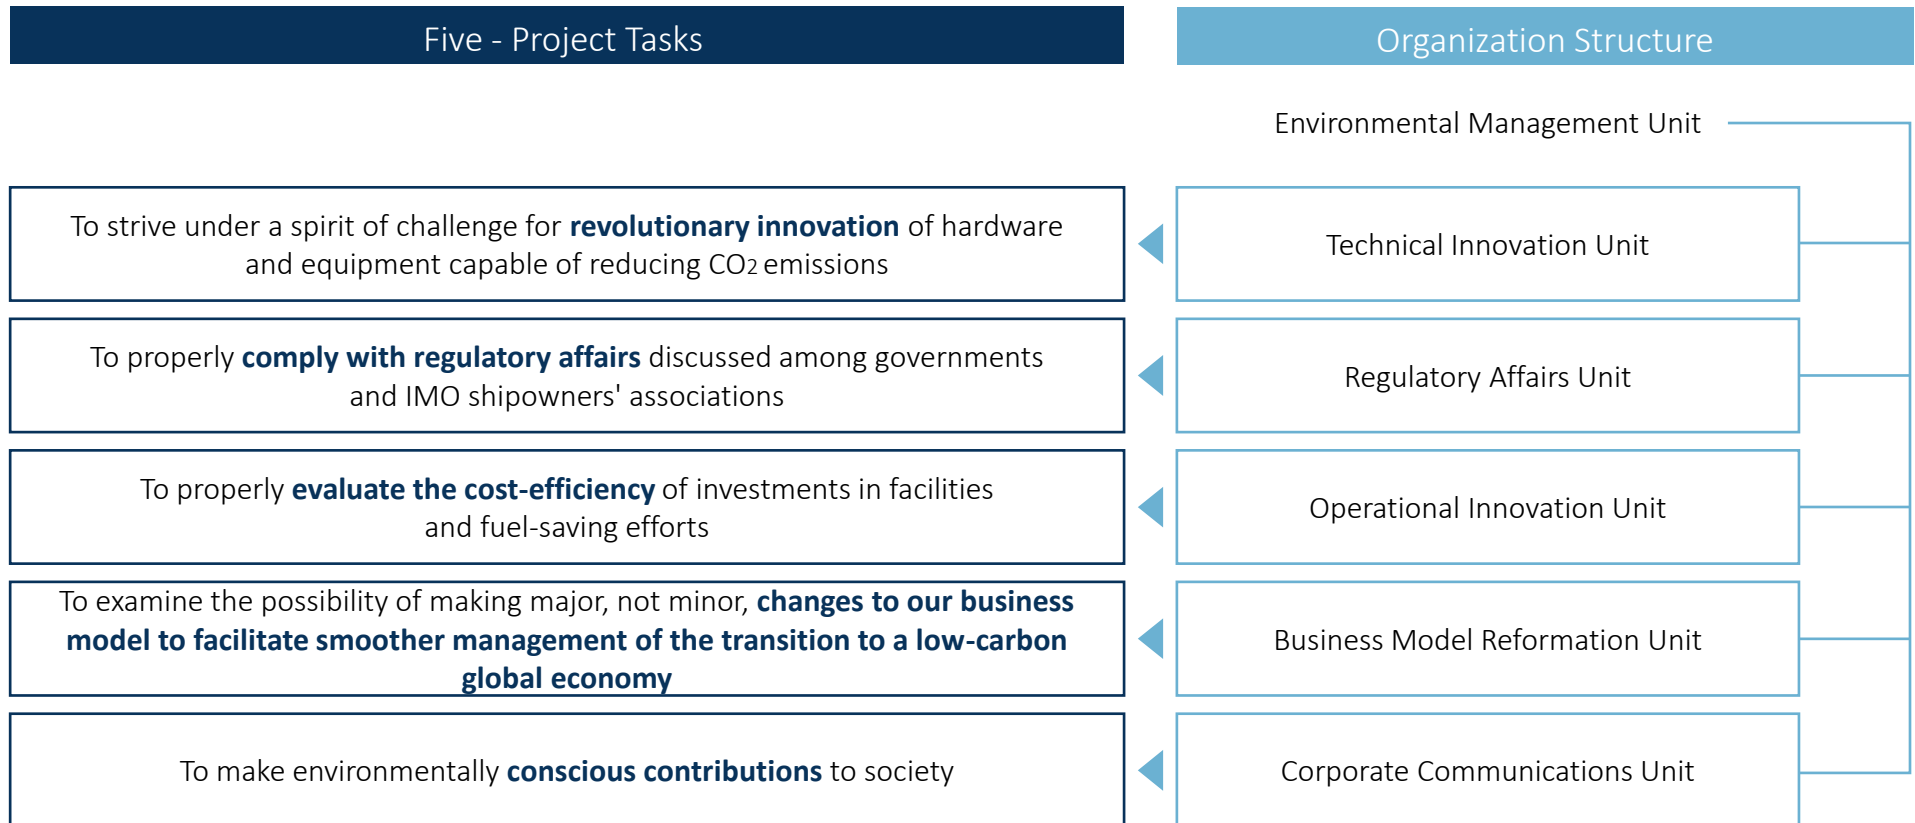 Five - Project Tasks
Organization Structure
Environmental Management Unit
To strive under a spirit of challenge for revolutionary innovation of hardware
and equipment capable of reducing CO2 emissions
Technical Innovation Unit
To properly comply with regulatory affairs discussed among governments
and IMO shipowners' associations
Regulatory Affairs Unit
To properly evaluate the cost-efficiency of investments in facilities
and fuel-saving efforts
Operational Innovation Unit
To examine the possibility of making major, not minor, changes to our business
model to facilitate smoother management of the transition to a low-carbon
global economy
Business Model Reformation Unit
To make environmentally conscious contributions to society
Corporate Communications Unit